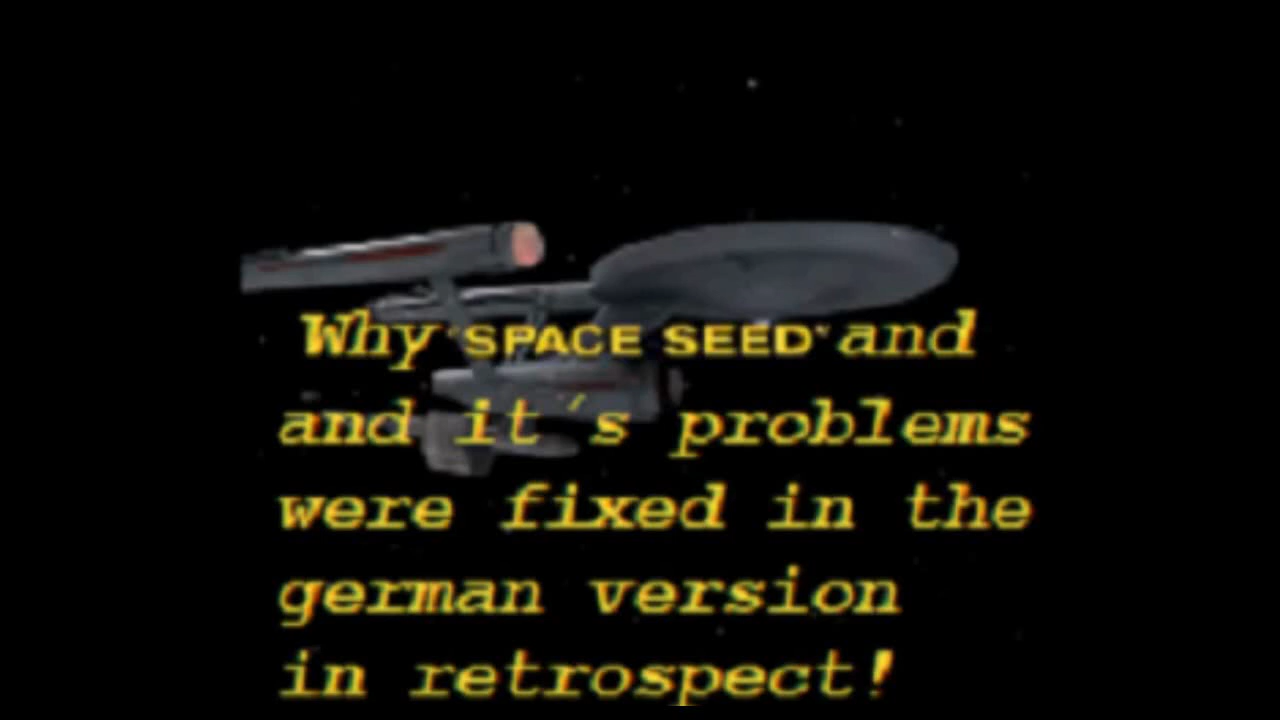 Why "SPACE SEED" and
and it´s problems
were fixed in the
german version
in retrospect!